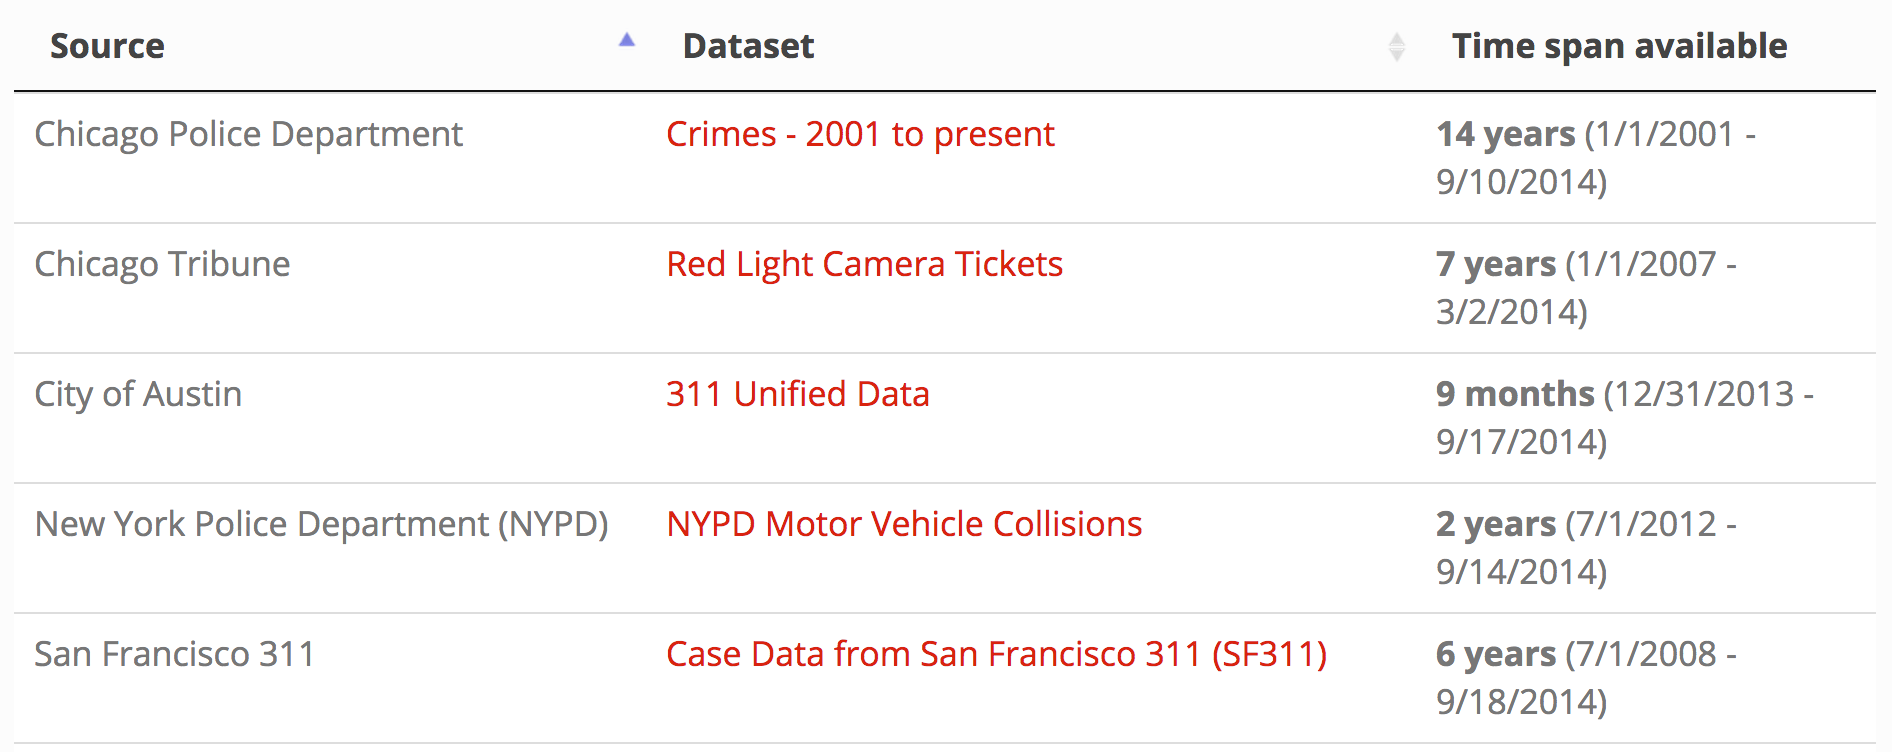 Source Dataset Time span available
Chicago Police Department Crimes - 2001 to present 14 years (1/1/2001 -
9/10/2014)
Chicago Tribune Red Light Camera Tickets 7 years (1/1/2007 -
3/2/2014)
City of Austin 311 Unified Data 9 months (12/31/2013 -
9/17/2014)
New York Police Department (NYPD) NYPD Motor Vehicle Collisions 2 years (7/1/2012 -
9/14/2014)
San Francisco 311 Case Data from San Francisco 311 (SF311) 6 years (7/1/2008 -
9/18/2014)